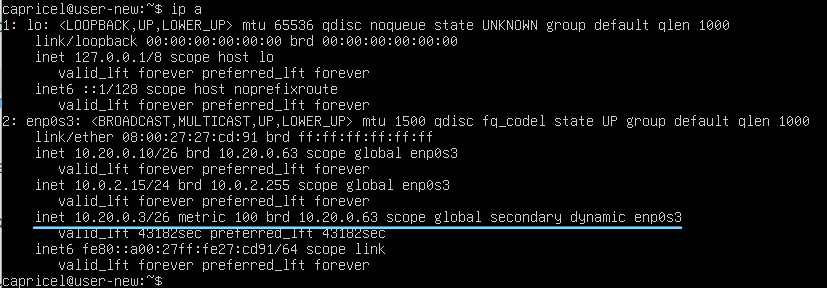 capricel@user-new:~$ ip a
1: lo: <LOOPBACK,UP,LOWER_UP> mtu 65536 qdisc noqueue state UNKNOWN group default qlen 1000
link/loopback 00:00:00:00:00:00 brd 00:00:00:00:00:00
inet 127.0.0.1/8 scope host lo
valid_lft forever preferred_lft forever
inet6 ::1/128 scope host noprefixroute
valid_lft forever preferred_lft forever
2: enp0s3: <BROADCAST,MULTICAST,UP,LOWER_UP> mtu 1500 qdisc fq_codel state UP group default qlen 1000
link/ether 08:00:27:27:cd:91 brd ff:ff:ff:ff:ff:ff
inet 10.20.0.10/26 brd 10.20.0.63 scope global enp0s3
valid_lft forever preferred_lft forever
inet 10.0.2.15/24 brd 10.0.2.255 scope global enp0s3
valid_lft forever preferred_lft forever
inet 10.20.0.3/26 metric 100 brd 10.20.0.63 scope global secondary dynamic enp0s3
valid_lft 43182sec preferred_lft 43182sec
inet6 fe80::a00:27ff:fe27:cd91/64 scope link
valid_lft forever preferred_lft forever
capricel@user-new:~$